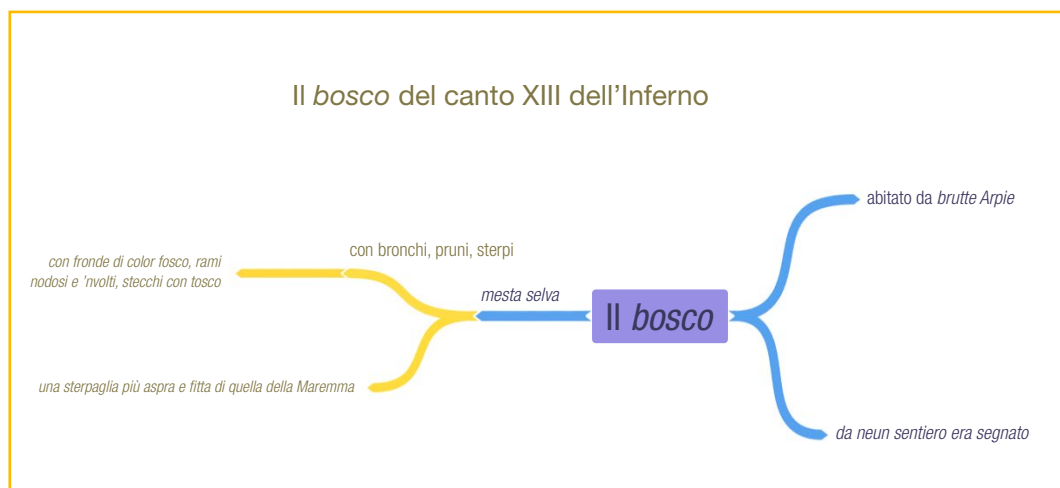 Il bosco del canto XIII dell'Inferno
abitato da brutte Arpie
con bronchi, pruni, sterpi
con fronde di color fosco, rami
nodosi e 'nvolti, stecchi con tosco
mesta selva
Il bosco
una sterpaglia più aspra e fitta di quella della Maremma
da neun sentiero era segnato